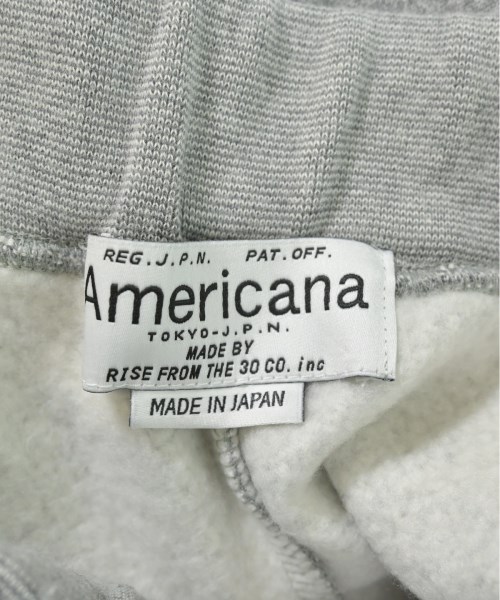 REG.J.P.N. PAT.OFF.
Americana
TOKYO-J.P.N.
MADE BY
RISE FROM THE 30 CO. inc
MADE IN JAPAN